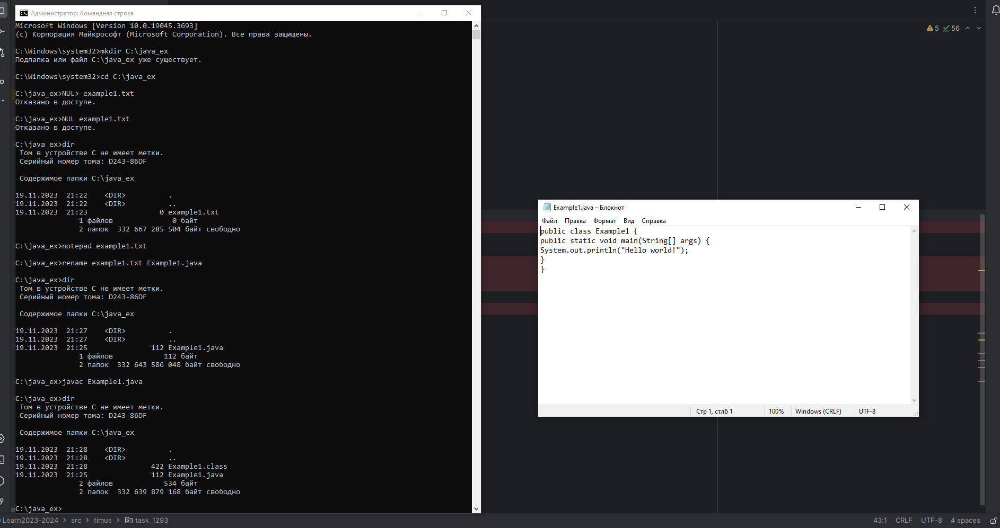 Администратор: Командная строка
Microsoft Windows [Version 10.0.19045.3693]
(c) Корпорация Майкрософт (Microsoft Corporation). Все права защищены.
C:\Windows\system32>mkdir C:\java_ex
Подпапка или файл C:\java_ex уже существует.
C:\Windows\system32>cd C:\java_ex
C:\java_ex>NUL> example1.txt
Отказано в доступе.
C:\java_ex>NUL example1.txt
Отказано в доступе.
C:\java_ex>dir
Том в устройстве C не имеет метки.
Серийный номер тома: D243-86DF
Содержимое папки C:\java_ex
19.11.2023  21:22    <DIR>          .
19.11.2023  21:22    <DIR>          ..
19.11.2023  21:23                 0 example1.txt
1 файлов              0 байт
2 папок  332 667 285 504 байт свободно
C:\java_ex>notepad example1.txt
C:\java_ex>rename example1.txt Example1.java
C:\java_ex>dir
Том в устройстве C не имеет метки.
Серийный номер тома: D243-86DF
Содержимое папки C:\java_ex
19.11.2023  21:27    <DIR>          .
19.11.2023  21:27    <DIR>          ..
19.11.2023  21:25               112 Example1.java
1 файлов            112 байт
2 папок  332 643 586 048 байт свободно
C:\java_ex>javac Example1.java
C:\java_ex>dir
Том в устройстве C не имеет метки.
Серийный номер тома: D243-86DF
Содержимое папки C:\java_ex
19.11.2023  21:28    <DIR>          .
19.11.2023  21:28    <DIR>          ..
19.11.2023  21:28               422 Example1.class
19.11.2023  21:25               112 Example1.java
2 файлов            534 байт
2 папок  332 639 879 168 байт свободно
C:\java_ex>
5 56
Example1.java – Блокнот
Файл Правка Формат Вид Справка
public class Example1 {
public static void main(String[] args) {
System.out.println("Hello world!");
}
}
Стр 1, стлб 1 100% Windows (CRLF) UTF-8
Learn2023-2024 > src > timus > task_1293 43:1 CRLF UTF-8 4 spaces